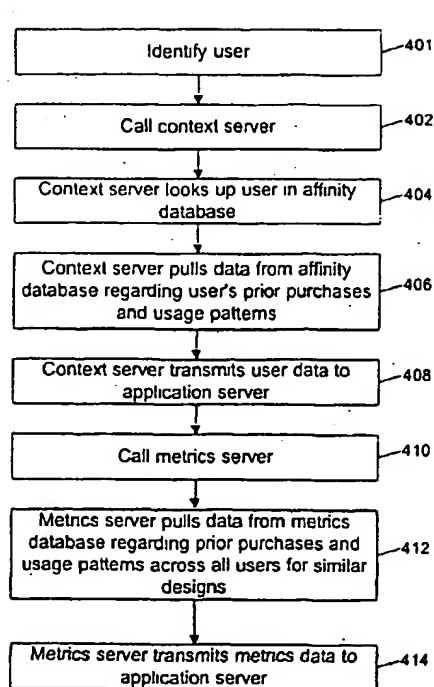 Identify user
401
Call context server
402
Context server looks up user in affinity
database
404
Context server pulls data from affinity
database regarding user's prior purchases
and usage patterns
406
Context server transmits user data to
application server
408
Call metrics server
410
Metrics server pulls data from metrics
database regarding prior purchases and
usage patterns across all users for similar
designs
412
Metrics server transmits metrics data to
application server
414